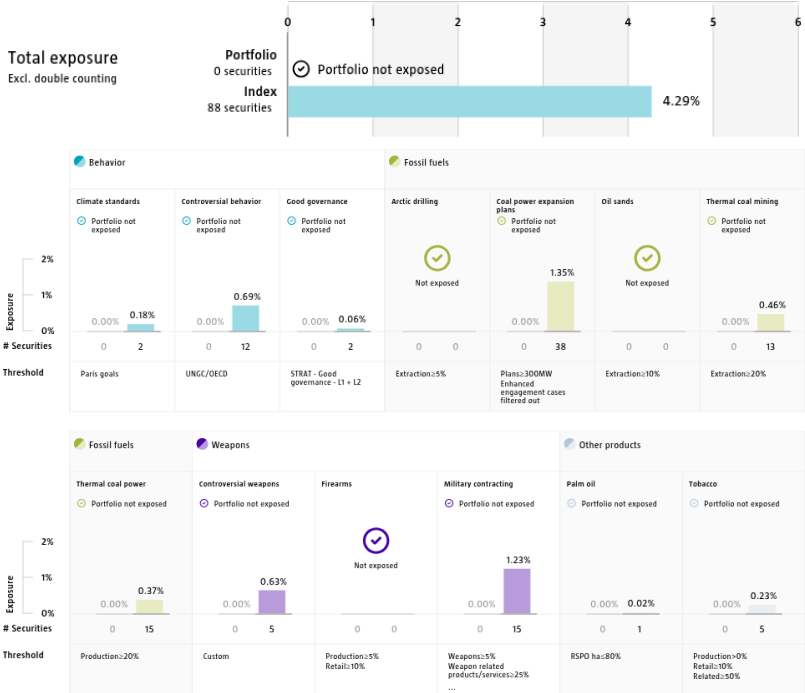 0 1 2 3 4 5 6
Total exposure
Excl. double counting
Portfolio
0 securities
Portfolio not exposed
Index
88 securities
4.29%
Behavior
Fossil fuels
Climate standards
Controversial behavior
Good governance
Arctic drilling
Coal power expansion
plans
Oil sands
Thermal coal mining
Portfolio not
exposed
Portfolio not
exposed
Portfolio not
exposed
Not exposed
Portfolio not
exposed
Not exposed
Portfolio not
exposed
Exposure
2%
1%
0%
0.00% 0.18%
0.00% 0.69%
0.00% 0.06%
0.00% 1.35%
0.00% 0.46%
# Securities 0 2 0 12 0 2 0 0 0 38 0 0 0 13
Threshold
Paris goals
UNGC/OECD
STRAT - Good
governance - L1 + L2
Extraction≥5%
Plans≥300MW
Enhanced
engagement cases
filtered out
Extraction≥10%
Extraction≥20%
Fossil fuels
Weapons
Other products
Thermal coal power
Controversial weapons
Firearms
Military contracting
Palm oil
Tobacco
Portfolio not exposed
Portfolio not exposed
Not exposed
Portfolio not exposed
Portfolio not exposed
Portfolio not exposed
Exposure
2%
1%
0%
0.00% 0.37%
0.00% 0.63%
0.00% 1.23%
0.00% 0.02%
0.00% 0.23%
# Securities 0 15 0 5 0 0 0 15 0 1 0 5
Threshold
Production≥20%
Custom
Production≥5%
Retail≥10%
Weapons≥5%
Weapon related
products/services≥25%
...
RSPO ha≤80%
Production>0%
Retail≥10%
Related≥50%